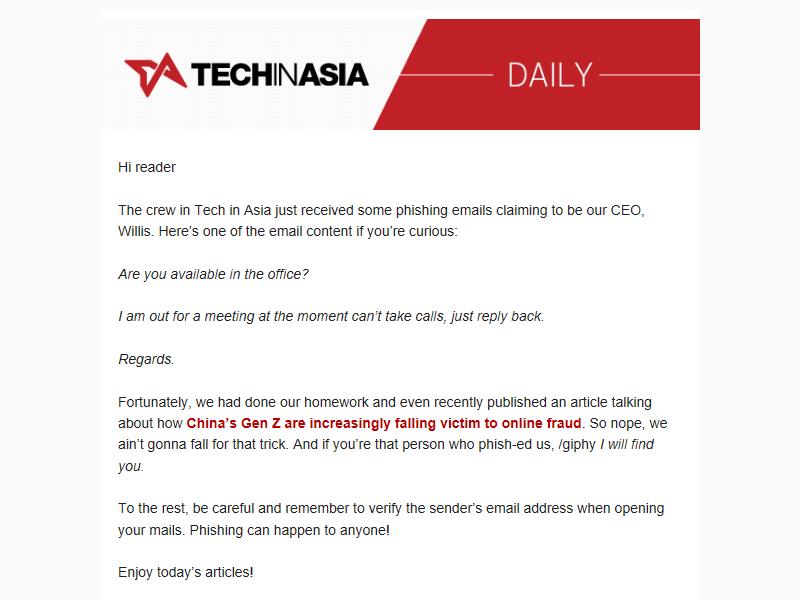 TECHINASIA DAILY
Hi reader
The crew in Tech in Asia just received some phishing emails claiming to be our CEO,
Willis. Here’s one of the email content if you’re curious:
Are you available in the office?
I am out for a meeting at the moment can’t take calls, just reply back.
Regards.
Fortunately, we had done our homework and even recently published an article talking
about how China’s Gen Z are increasingly falling victim to online fraud. So nope, we
ain’t gonna fall for that trick. And if you’re that person who phish-ed us, /giphy I will find
you.
To the rest, be careful and remember to verify the sender’s email address when opening
your mails. Phishing can happen to anyone!
Enjoy today’s articles!